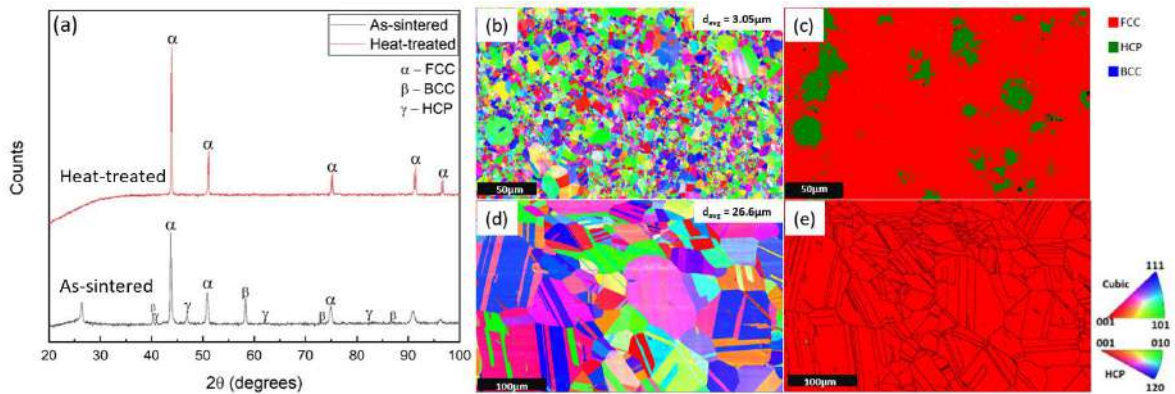 (a)
As-sintered
Heat-treated
α – FCC
β – BCC
γ – HCP
α
α
α
α
α
Heat-treated
Counts
α
As-sintered
β
γ
γ
α
β
γ
β
α
γ
β
20 30 40 50 60 70 80 90 100
2θ (degrees)
(b)
davg = 3.05μm
50μm
(c)
50μm
FCC
HCP
BCC
(d)
davg = 26.6μm
100μm
(e)
100μm
111
Cubic
001 101
001 010
HCP
120